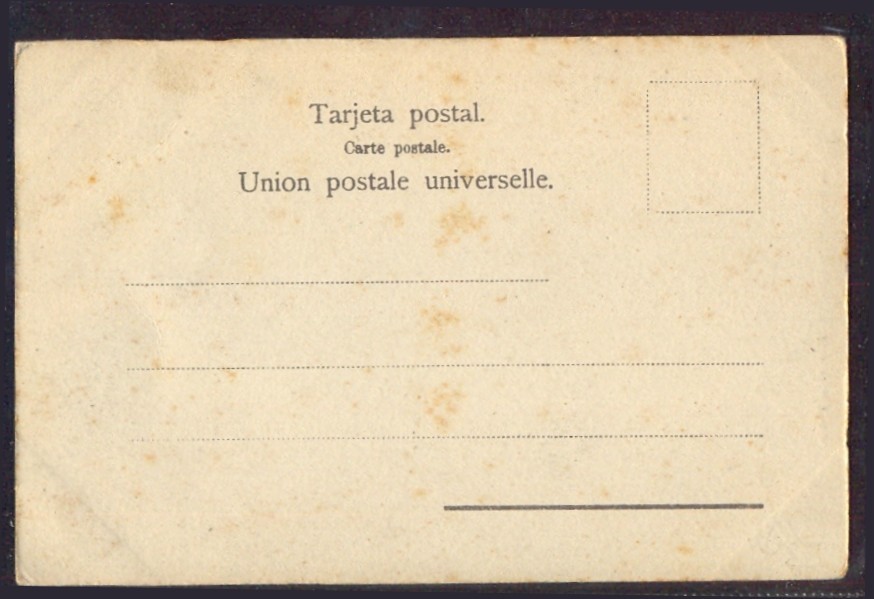 Tarjeta postal.
Carte postale.
Union postale universelle.